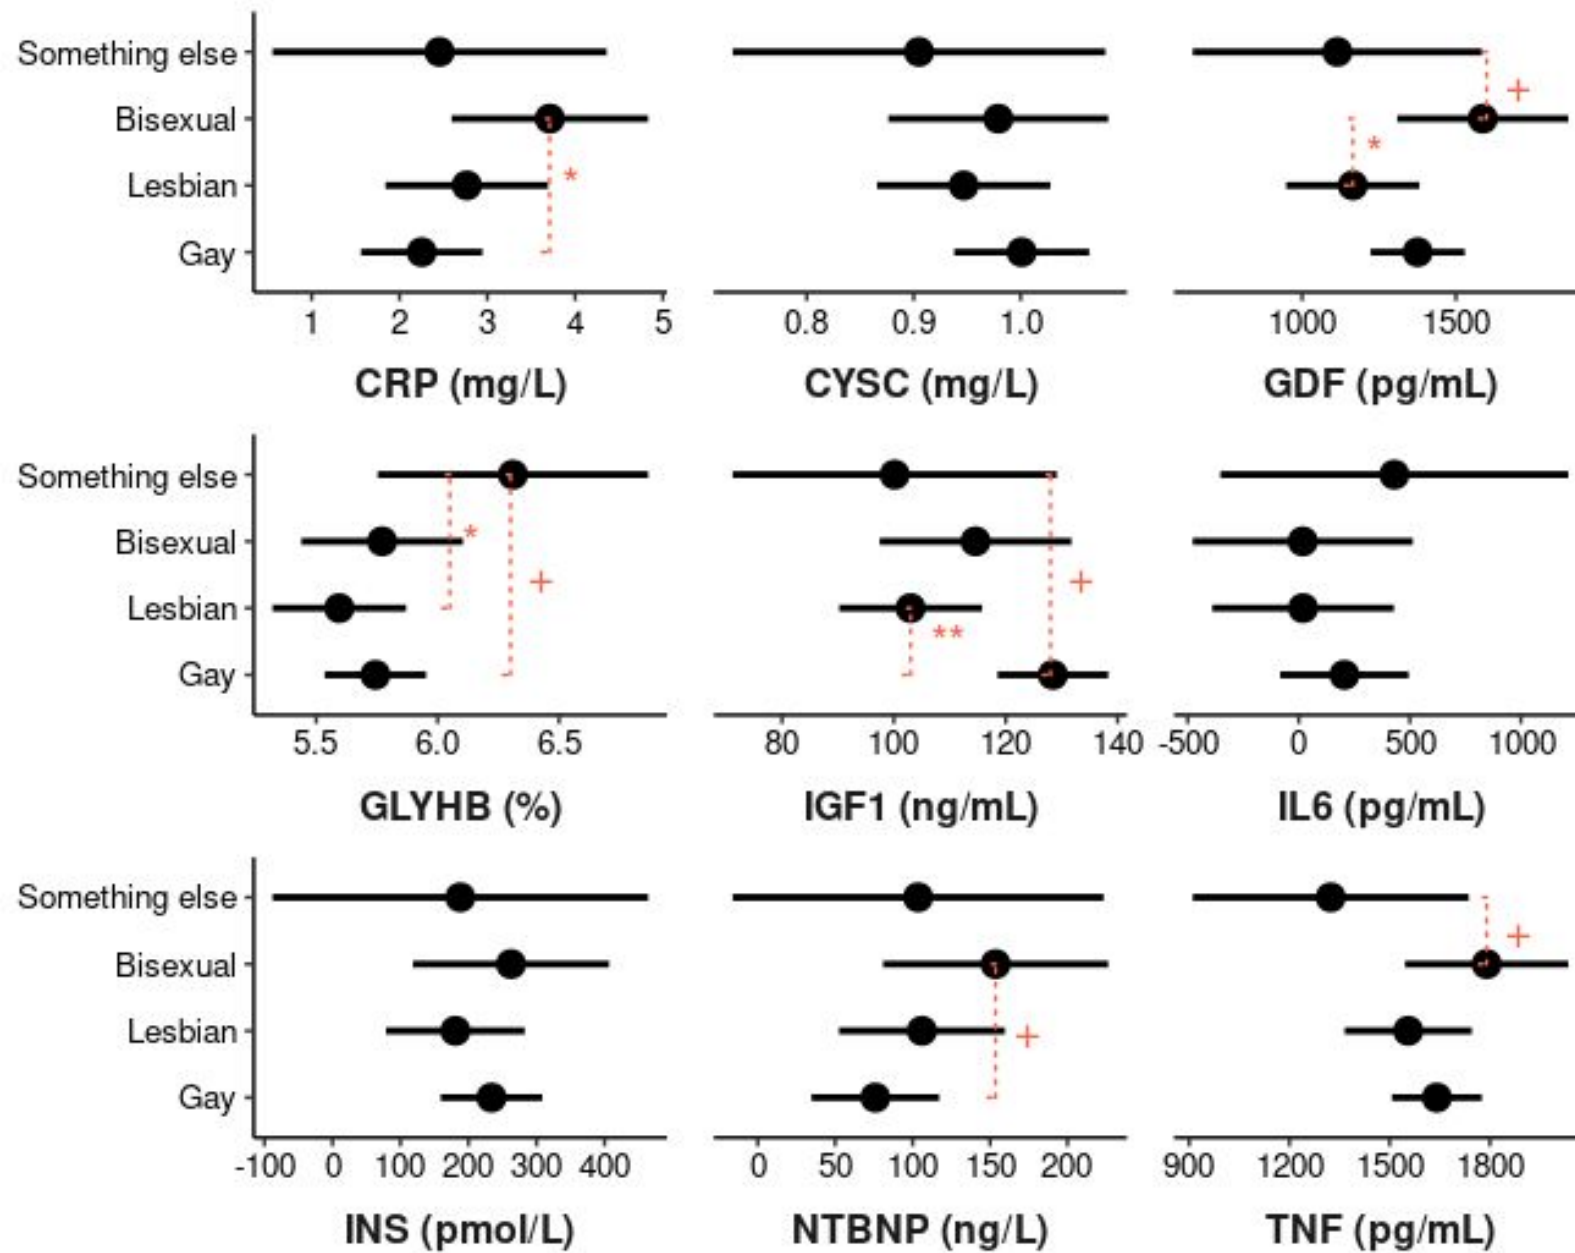 Something else
Bisexual
*
+
Lesbian
*
Gay
1 2 3 4 5
0.8 0.9 1.0
1000 1500
CRP (mg/L)
CYSC (mg/L)
GDF (pg/mL)
Something else
Bisexual
*
+
+
Lesbian
**
Gay
5.5 6.0 6.5
80 100 120 140
-500 0 500 1000
GLYHB (%)
IGF1 (ng/mL)
IL6 (pg/mL)
Something else
+
Bisexual
Lesbian
+
Gay
-100 0 100 200 300 400
0 50 100 150 200
900 1200 1500 1800
INS (pmol/L)
NTBNP (ng/L)
TNF (pg/mL)